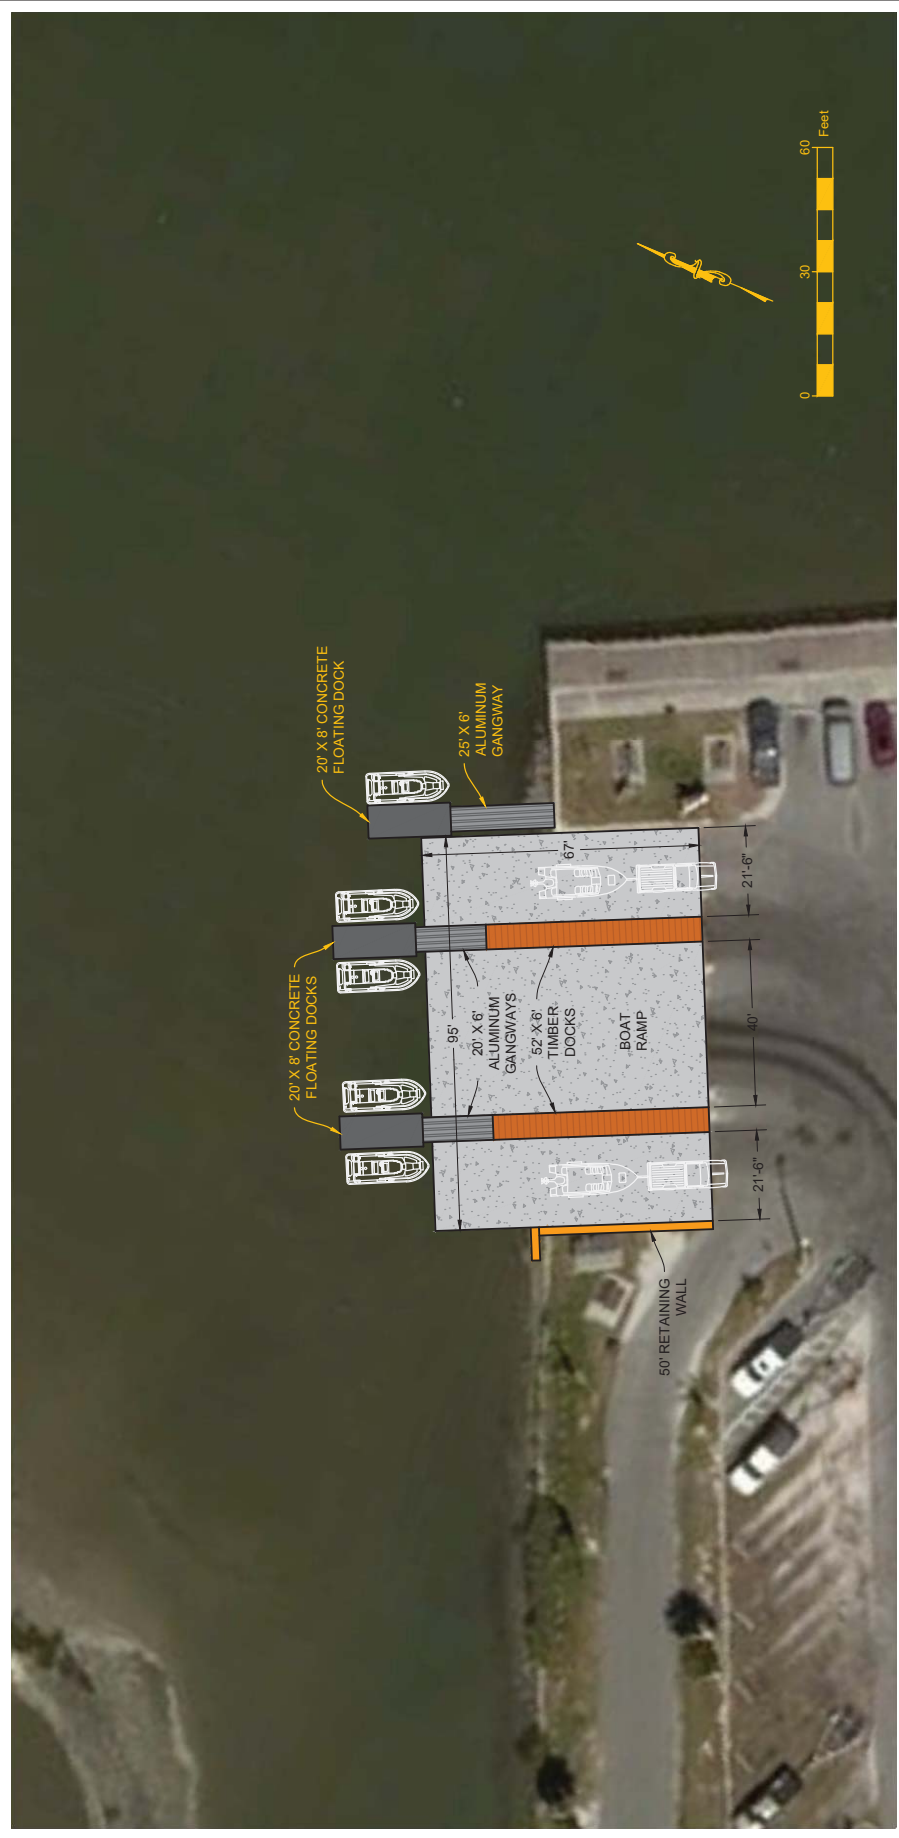 20' X 8' CONCRETE
FLOATING DOCKS
20' X 8' CONCRETE
FLOATING DOCK
25' X 6'
ALUMINUM
GANGWAY
95'
67'
20' X 6'
ALUMINUM
GANGWAYS
52' X 6'
TIMBER
DOCKS
BOAT
RAMP
50' RETAINING
WALL
21'-6"
40'
21'-6"
0
30
60
Feet